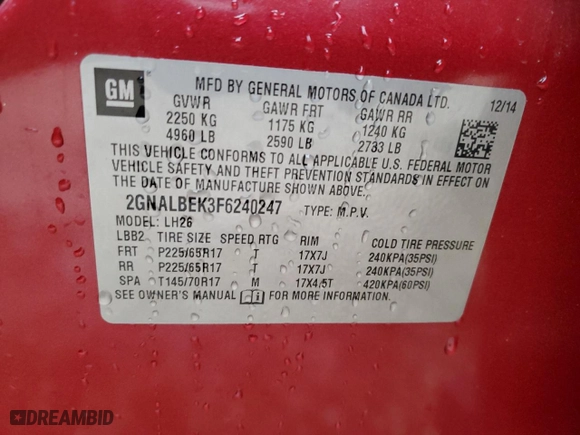 GM
MFD BY GENERAL MOTORS OF CANADA LTD.
12/14
GVWR GAWR FRT GAWR RR
2250 KG 1175 KG 1240 KG
4960 LB 2590 LB 2733 LB
THIS VEHICLE CONFORMS TO ALL APPLICABLE U.S. FEDERAL MOTOR
VEHICLE SAFETY AND THEFT PREVENTION STANDARDS IN EFFECT ON
THE DATE OF MANUFACTURE SHOWN ABOVE.
2GNALBEK3F6240247 TYPE: M.P.V.
MODEL: LH26
LBB2 TIRE SIZE SPEED RTG RIM COLD TIRE PRESSURE
FRT P225/65R17 T 17X7J 240KPA(35PSI)
RR P225/65R17 T 17X7J 240KPA(35PSI)
SPA T145/70R17 M 17X4.5T 420KPA(60PSI)
SEE OWNER'S MANUAL FOR MORE INFORMATION.
DREAMBID